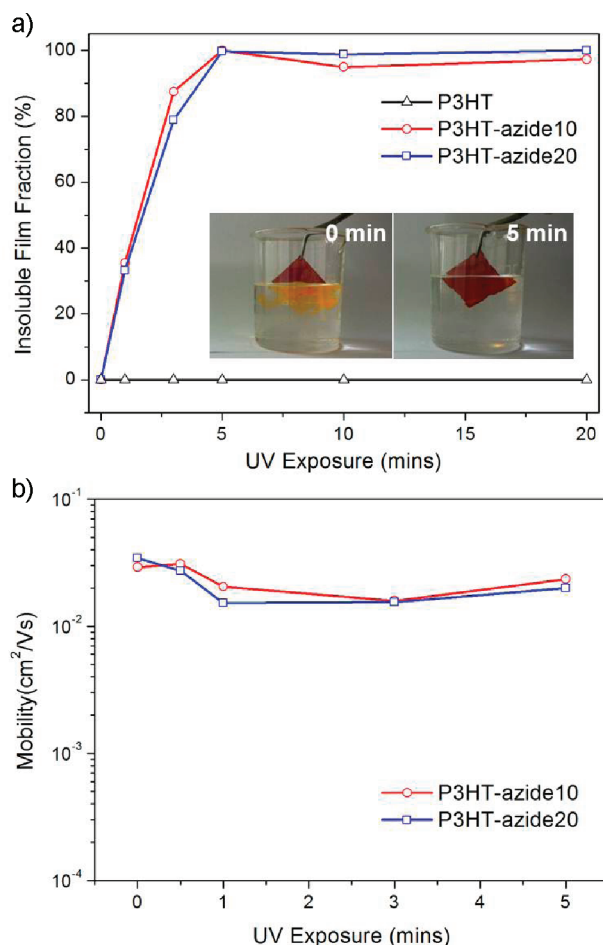 a)
100
80
60
40
20
0
Insoluble Film Fraction (%)
P3HT
P3HT-azide10
P3HT-azide20
0 min
5 min
0 5 10 15 20
UV Exposure (mins)
b)
10⁻¹
10⁻²
10⁻³
10⁻⁴
Mobility(cm²/Vs)
P3HT-azide10
P3HT-azide20
0 1 2 3 4 5
UV Exposure (mins)